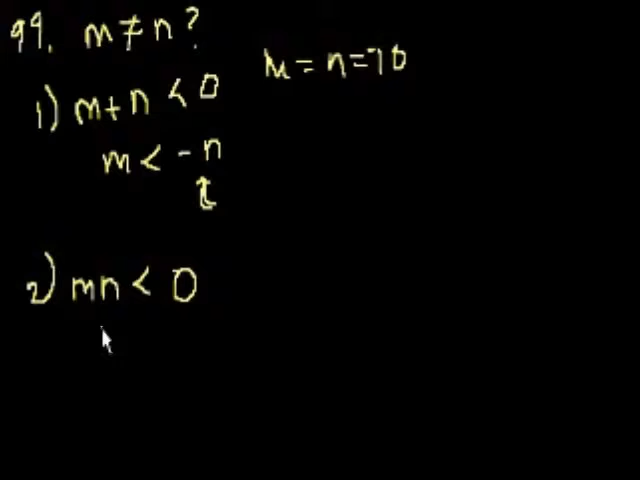 99. m ≠ n?
m = n = -10
1) m + n < 0
m < -n
2) mn < 0